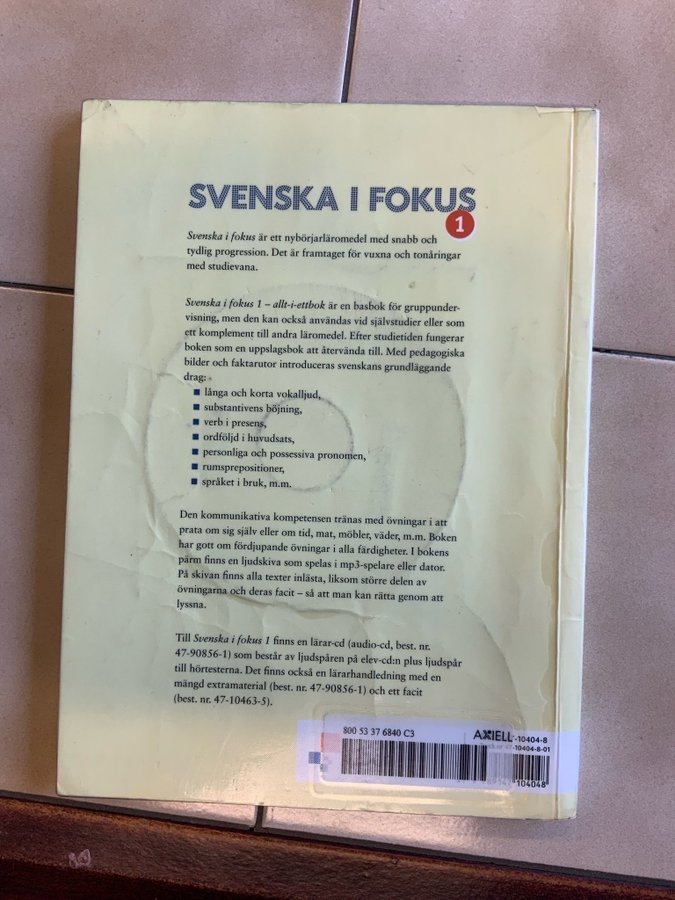 SVENSKA I FOKUS
1
Svenska i fokus är ett nybörjarläromedel med snabb och
tydlig progression. Det är framtaget för vuxna och tonåringar
med studievana.
Svenska i fokus 1 – allt-i-ettbok är en basbok för gruppunder-
visning, men den kan också användas vid självstudier eller som
ett komplement till andra läromedel. Efter studietiden fungerar
boken som en uppslagsbok att återvända till. Med pedagogiska
bilder och faktarutor introduceras svenskans grundläggande
drag:
■ långa och korta vokalljud,
■ substantivens böjning,
■ verb i presens,
■ ordföljd i huvudsats,
■ personliga och possessiva pronomen,
■ rumsprepositioner,
■ språket i bruk, m.m.
Den kommunikativa kompetensen tränas med övningar i att
prata om sig själv eller om tid, mat, möbler, väder, m.m. Boken
har gott om fördjupande övningar i alla färdigheter. I bokens
pärm finns en ljudskiva som spelas i mp3-spelare eller dator.
På skivan finns alla texter inlästa, liksom större delen av
övningarna och deras facit – så att man kan rätta genom att
lyssna.
Till Svenska i fokus 1 finns en lärar-cd (audio-cd, best. nr.
47-90856-1) som består av ljudspåren på elev-cd:n plus ljudspår
till hörtesterna. Det finns också en lärarhandledning med en
mängd extramaterial (best. nr. 47-90856-1) och ett facit
(best. nr. 47-10463-5).
800 53 37 6840 C3
AXIELL
-10404-8
47-10404-8-01
104048